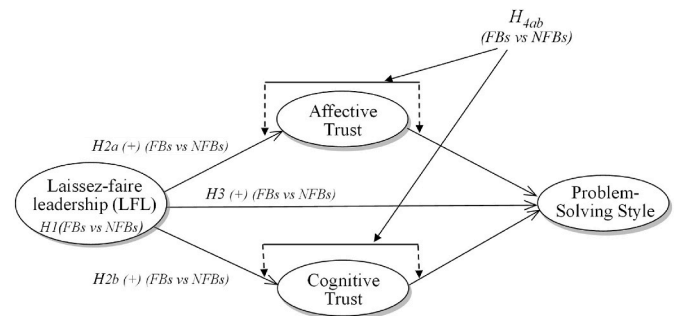 H4ab
(FBs vs NFBs)
Affective
Trust
H2a (+) (FBs vs NFBs)
Laissez-faire
leadership (LFL)
H1(FBs vs NFBs)
H3 (+) (FBs vs NFBs)
Problem-
Solving Style
H2b (+) (FBs vs NFBs)
Cognitive
Trust